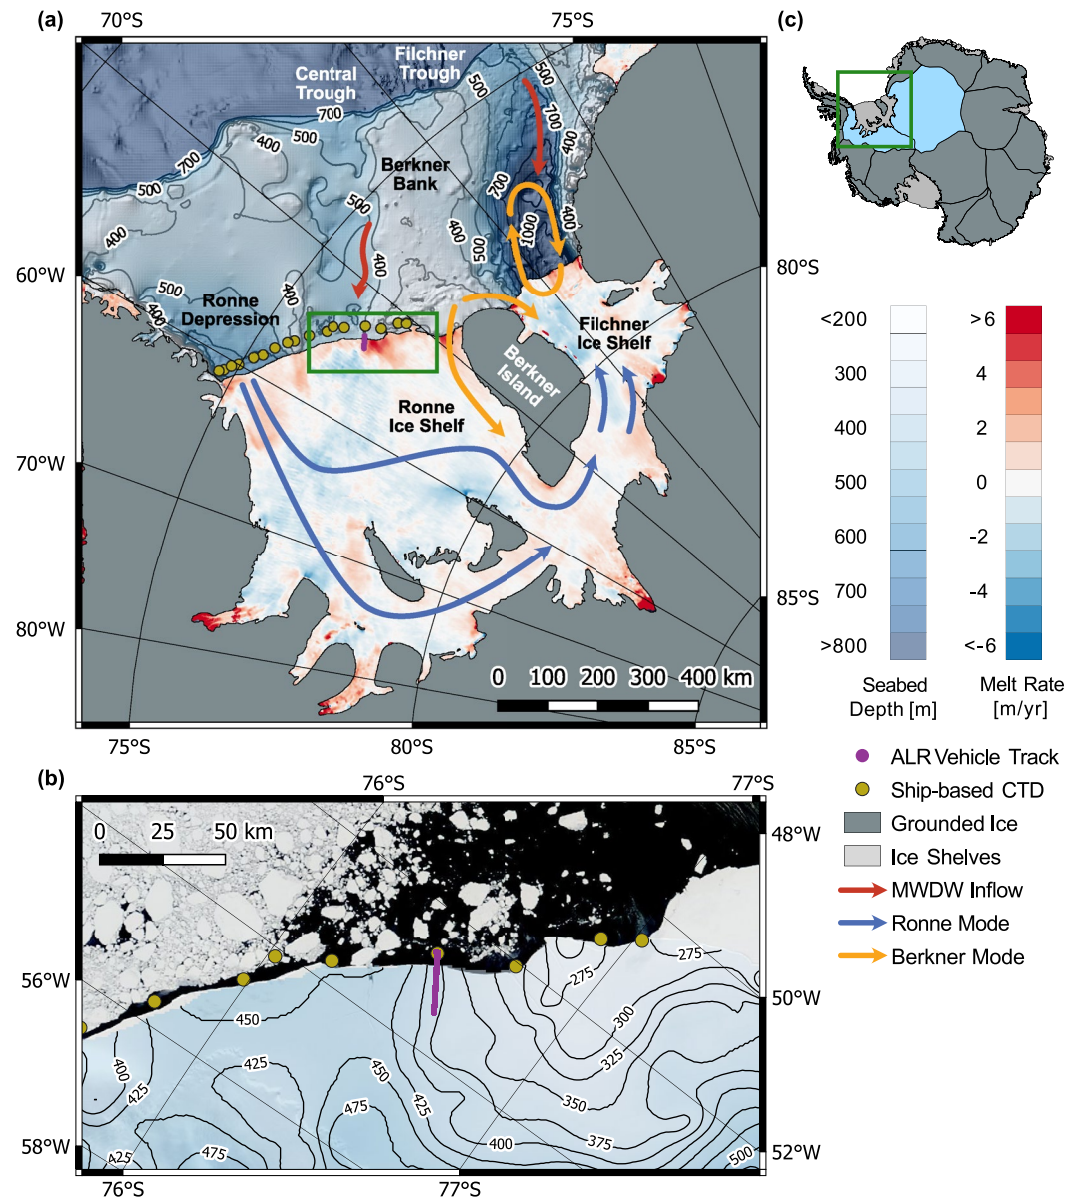 (a)
70°S
75°S
(c)
Filchner
Trough
Central
Trough
500
500
700
700
400
500
400
700
500
Berkner
Bank
700
400
500
400
500
1000
400
400
60°W
500
400
400
Ronne
Depression
80°S
Filchner
Ice Shelf
Berkner
Island
Ronne
Ice Shelf
70°W
80°W
85°S
0 100 200 300 400 km
75°S
80°S
85°S
<200
300
400
500
600
700
>800
Seabed
Depth [m]
>6
4
2
0
-2
-4
<-6
Melt Rate
[m/yr]
ALR Vehicle Track
Ship-based CTD
Grounded Ice
Ice Shelves
MWDW Inflow
Ronne Mode
Berkner Mode
(b)
76°S
77°S
0 25 50 km
48°W
56°W
50°W
275
275
450
300
325
400
425
425
450
475
425
350
400
375
425
475
500
58°W
52°W
76°S
77°S